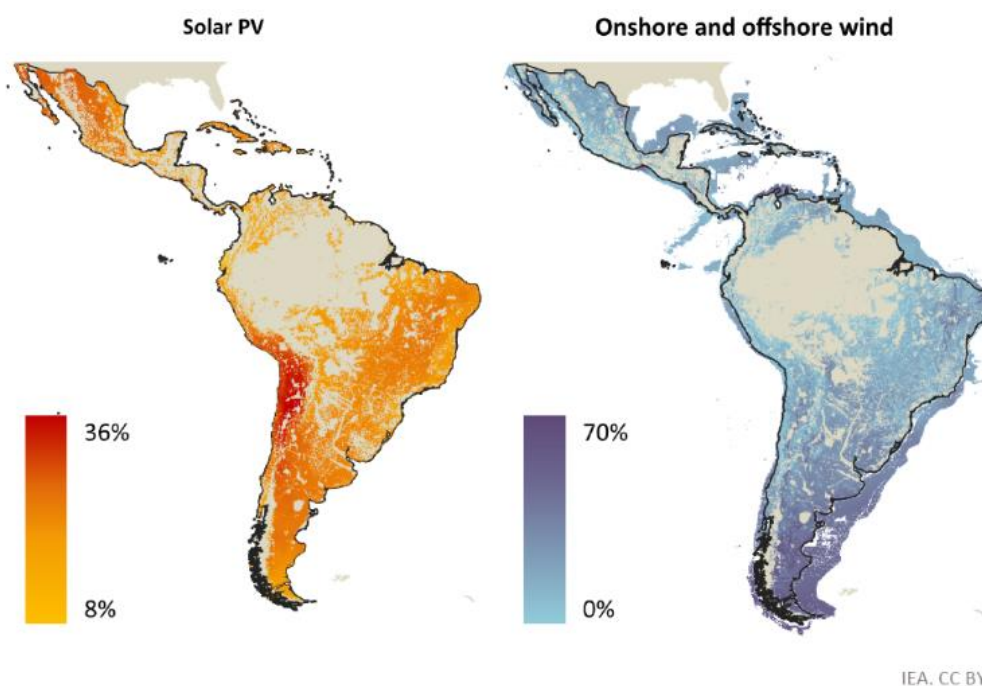 Solar PV
Onshore and offshore wind
36%
8%
70%
0%
IEA. CC BY